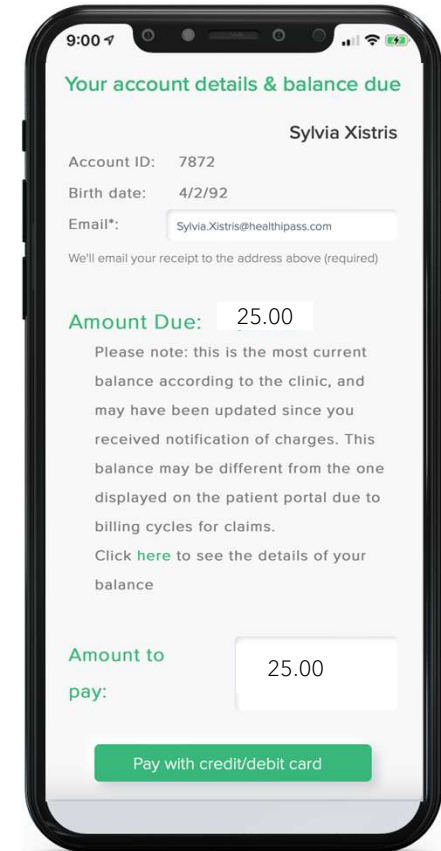 9:00
Your account details & balance due
Sylvia Xistris
Account ID: 7872
Birth date: 4/2/92
Email*: Sylvia.Xistris@healthipass.com
We'll email your receipt to the address above (required)
Amount Due: 25.00
Please note: this is the most current
balance according to the clinic, and
may have been updated since you
received notification of charges. This
balance may be different from the one
displayed on the patient portal due to
billing cycles for claims.
Click here to see the details of your
balance
Amount to
pay: 25.00
Pay with credit/debit card